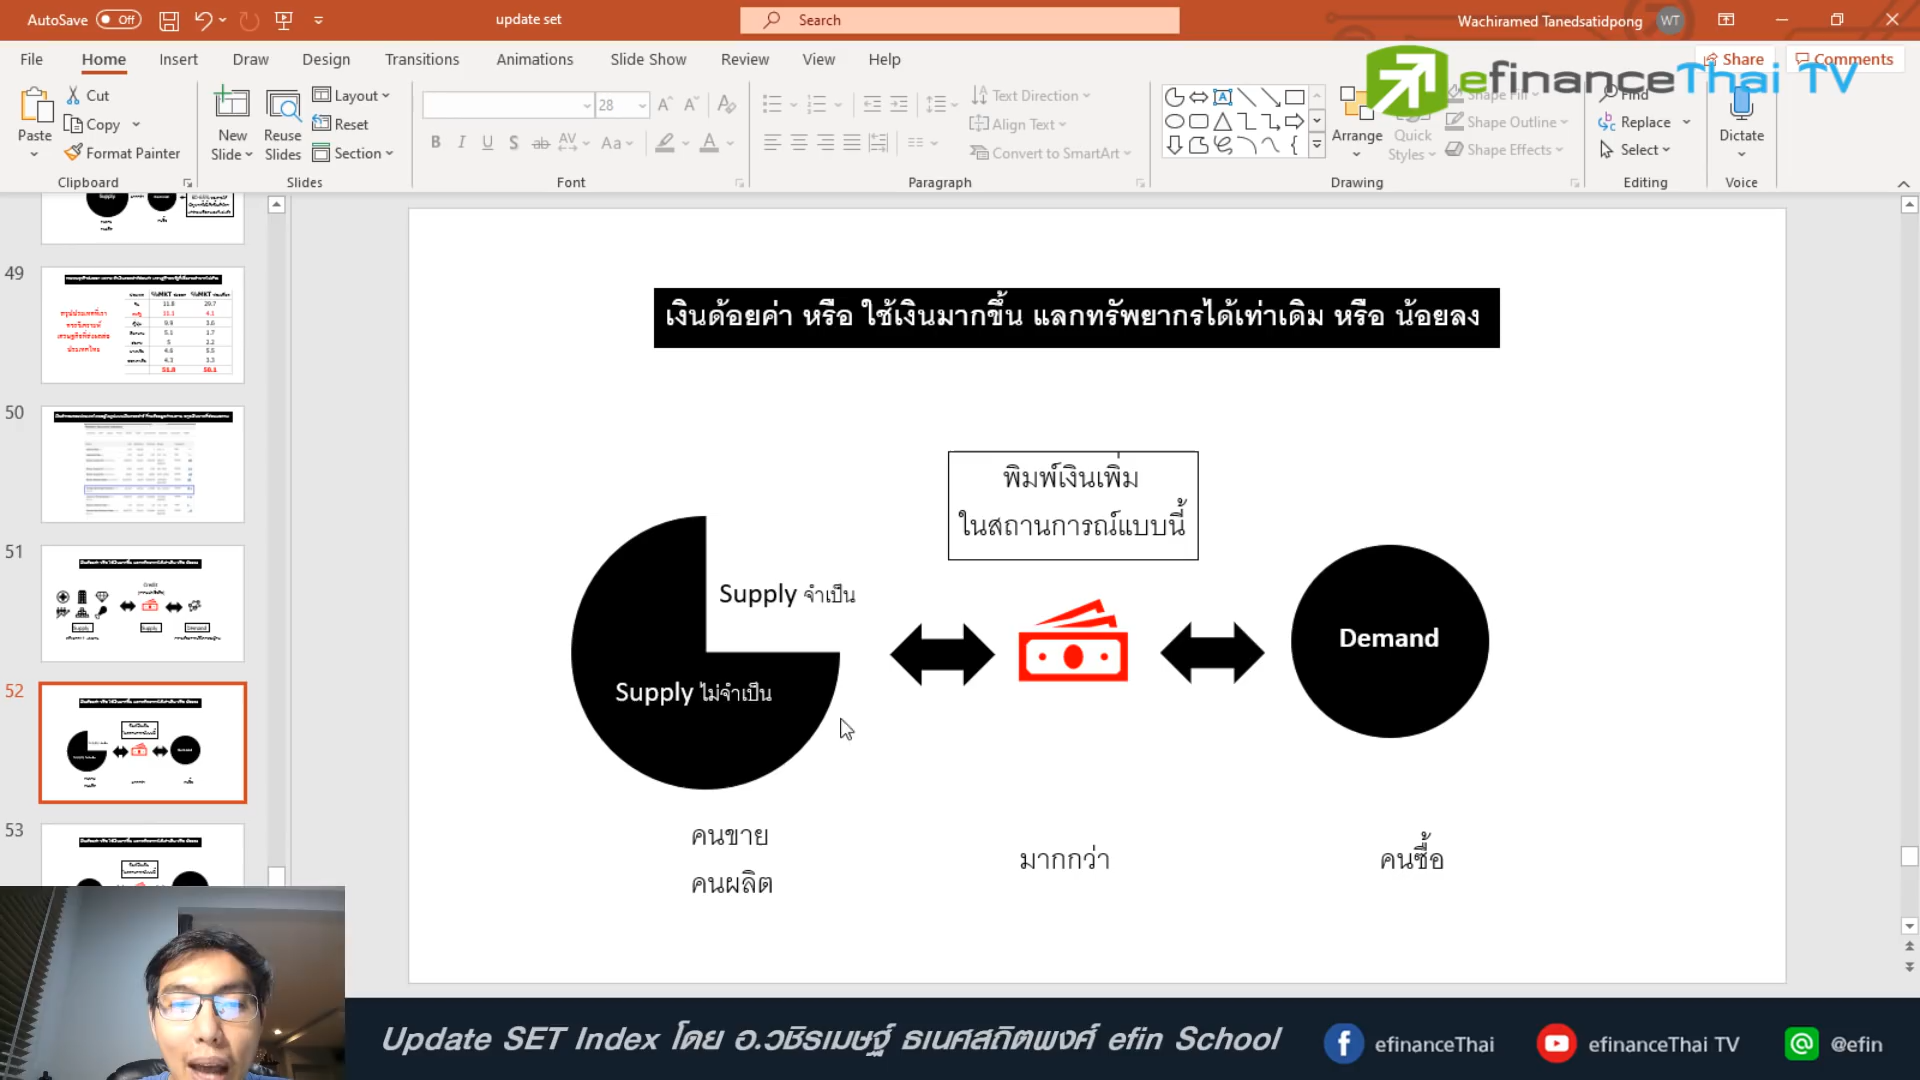 AutoSave Off
update set
Search
Wachiramed Tanedsatidpong
WT
File Home Insert Draw Design Transitions Animations Slide Show Review View Help
Share
Comments
efinanceThai TV
Paste
Cut
Copy
Format Painter
Clipboard
New Slide
Reuse Slides
Layout
Reset
Section
Slides
28
Font
Text Direction
Align Text
Convert to SmartArt
Paragraph
Arrange
Quick Styles
Shape Fill
Shape Outline
Shape Effects
Drawing
Find
Replace
Select
Editing
Dictate
Voice
49
50
51
52
53
เงินด้อยค่า หรือ ใช้เงินมากขึ้น แลกทรัพยากรได้เท่าเดิม หรือ น้อยลง
พิมพ์เงินเพิ่ม
ในสถานการณ์แบบนี้
Supply จำเป็น
Supply ไม่จำเป็น
Demand
คนขาย
คนผลิต
มากกว่า
คนซื้อ
Update SET Index โดย อ.วชิรเมษฐ์ ธเนศสถิตพงศ์ efin School
efinanceThai
efinanceThai TV
@efin